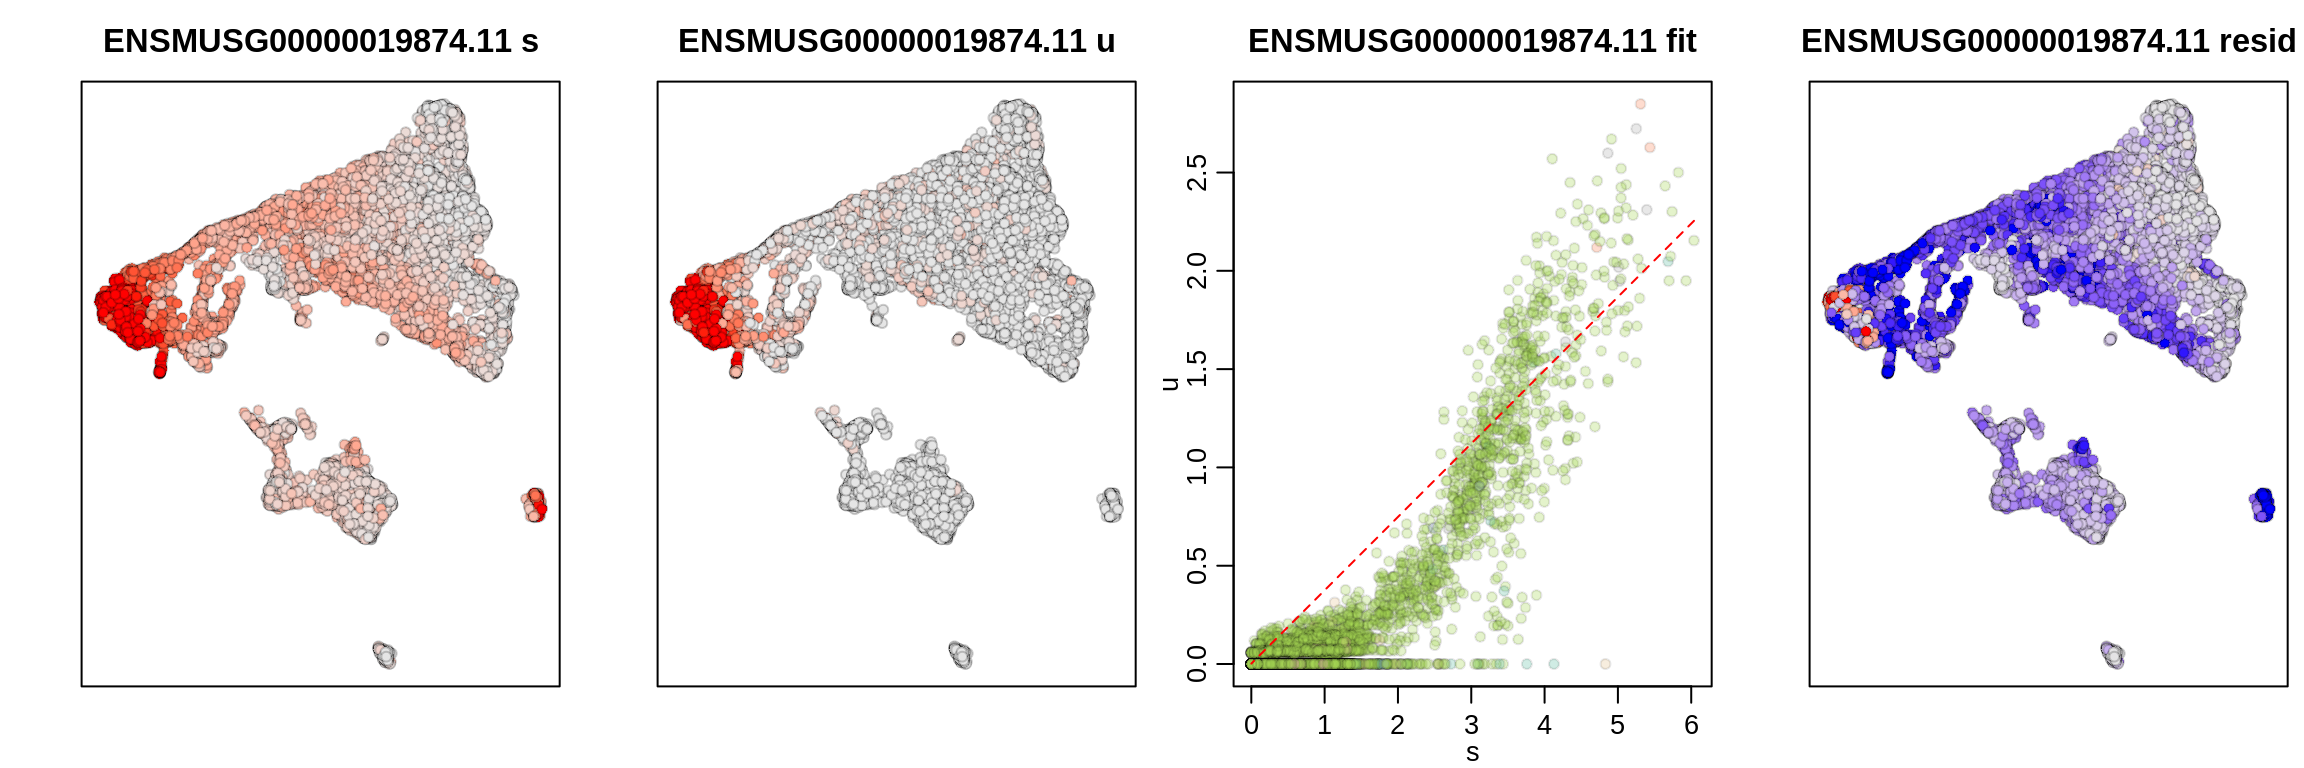 ENSMUSG00000019874.11 s
ENSMUSG00000019874.11 u
ENSMUSG00000019874.11 fit
ENSMUSG00000019874.11 resid
u
0.0 0.5 1.0 1.5 2.0 2.5
0 1 2 3 4 5 6
s